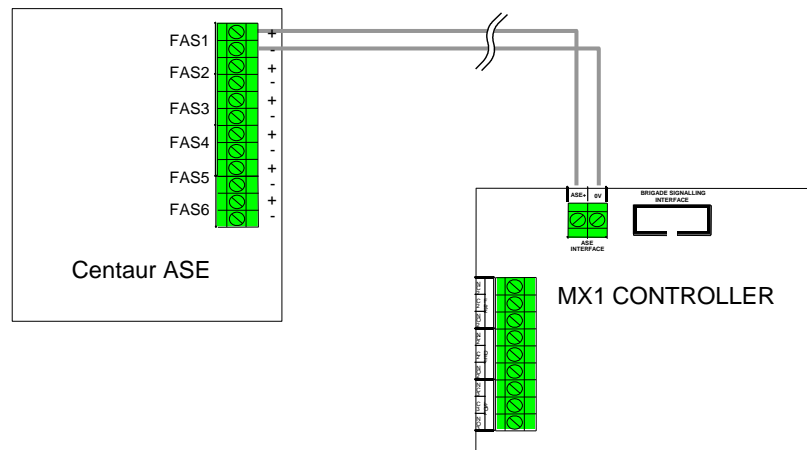 FAS1
+
-
FAS2
+
-
FAS3
+
-
FAS4
+
-
FAS5
+
-
FAS6
+
-
Centaur ASE
ASE+ 0V
ASE
INTERFACE
BRIGADE SIGNALLING
INTERFACE
MX1 CONTROLLER